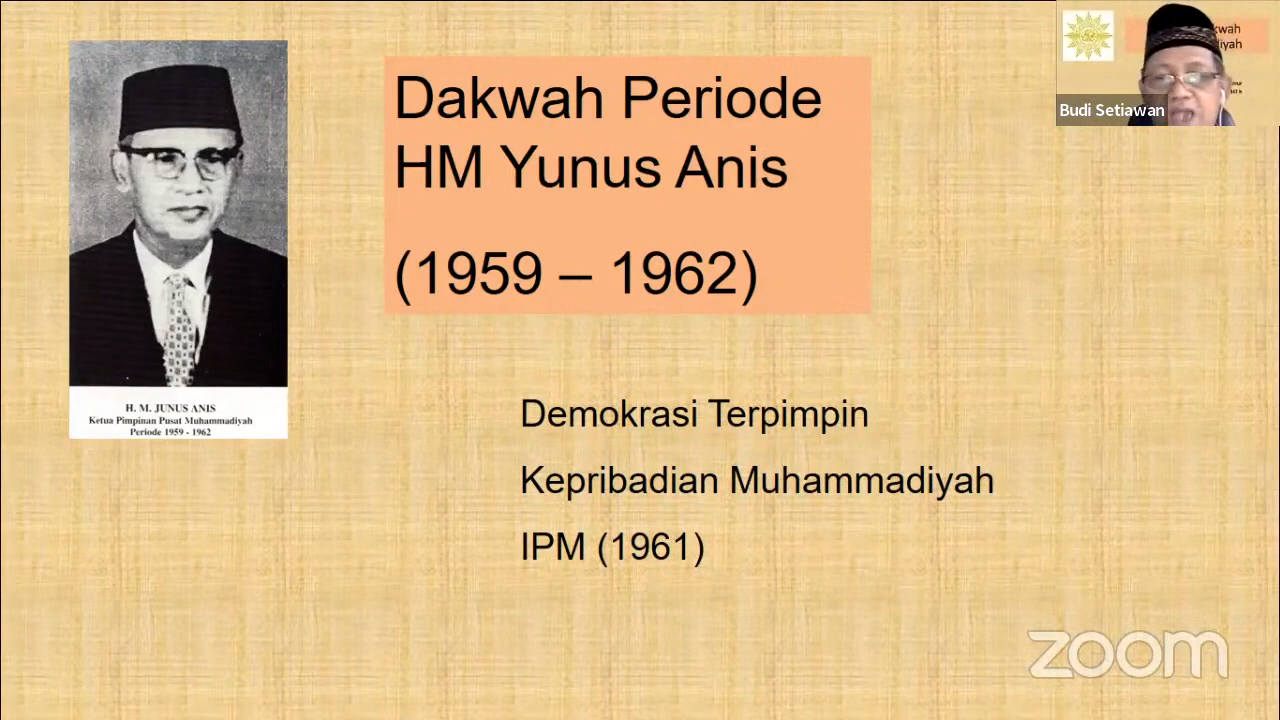 Dakwah Periode
HM Yunus Anis
(1959 – 1962)
H. M. JUNUS ANIS
Ketua Pimpinan Pusat Muhammadiyah
Periode 1959 - 1962
Demokrasi Terpimpin
Kepribadian Muhammadiyah
IPM (1961)
Budi Setiawan
zoom